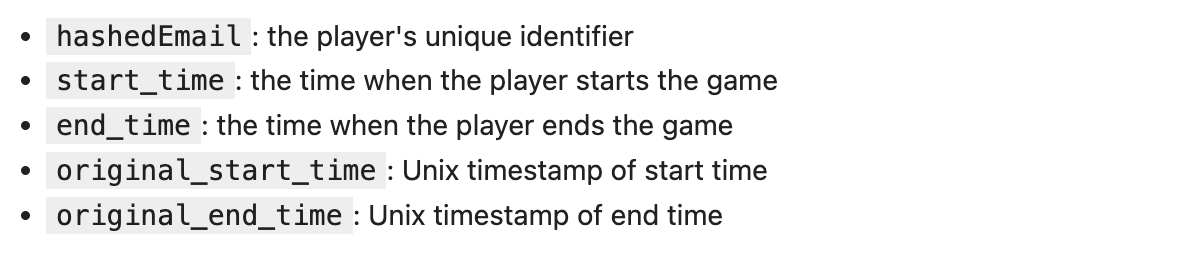 • hashedEmail : the player's unique identifier
• start_time : the time when the player starts the game
• end_time : the time when the player ends the game
• original_start_time : Unix timestamp of start time
• original_end_time : Unix timestamp of end time